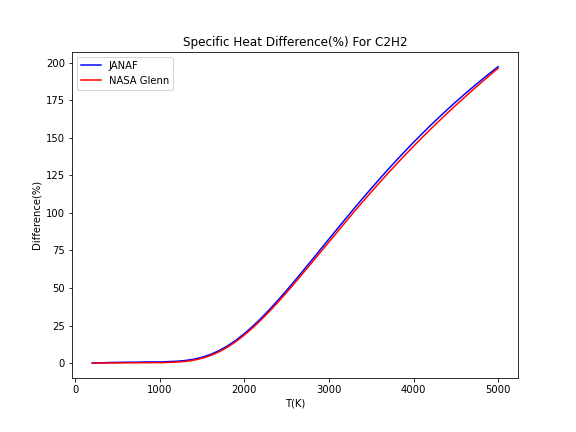 Specific Heat Difference(%) For C2H2
JANAF
NASA Glenn
Difference(%)
200
175
150
125
100
75
50
25
0
0 1000 2000 3000 4000 5000
T(K)